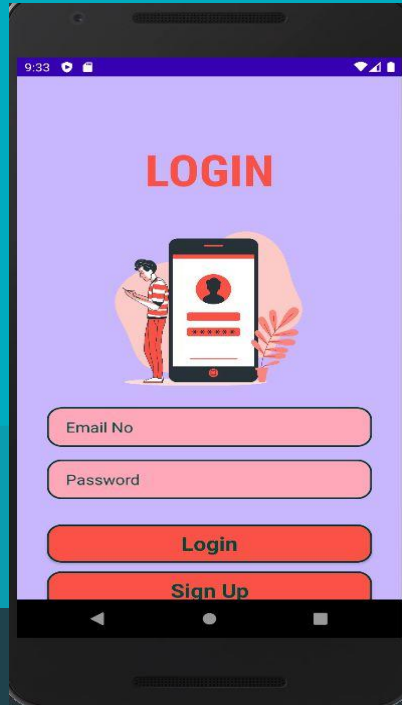 9:33
LOGIN
******
Email No
Password
Login
Sign Up